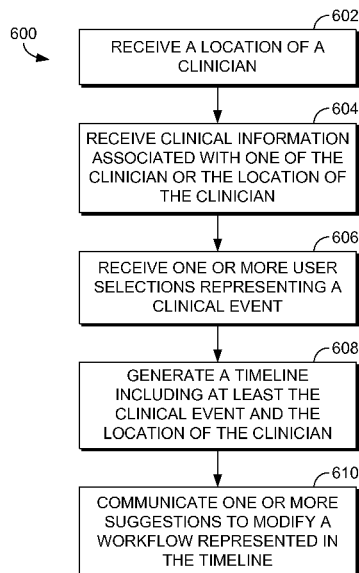 600
602
RECEIVE A LOCATION OF A
CLINICIAN
604
RECEIVE CLINICAL INFORMATION
ASSOCIATED WITH ONE OF THE
CLINICIAN OR THE LOCATION OF
THE CLINICIAN
606
RECEIVE ONE OR MORE USER
SELECTIONS REPRESENTING A
CLINICAL EVENT
608
GENERATE A TIMELINE
INCLUDING AT LEAST THE
CLINICAL EVENT AND THE
LOCATION OF THE CLINICIAN
610
COMMUNICATE ONE OR MORE
SUGGESTIONS TO MODIFY A
WORKFLOW REPRESENTED IN
THE TIMELINE